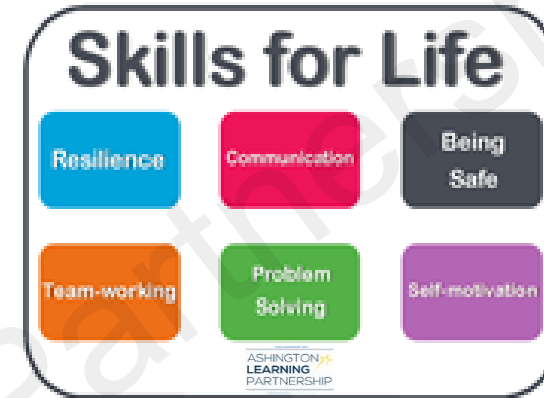 Skills for Life
Resilience
Communication
Being
Safe
Team-working
Problem
Solving
Self-motivation
ASHINGTON
LEARNING
PARTNERSHIP